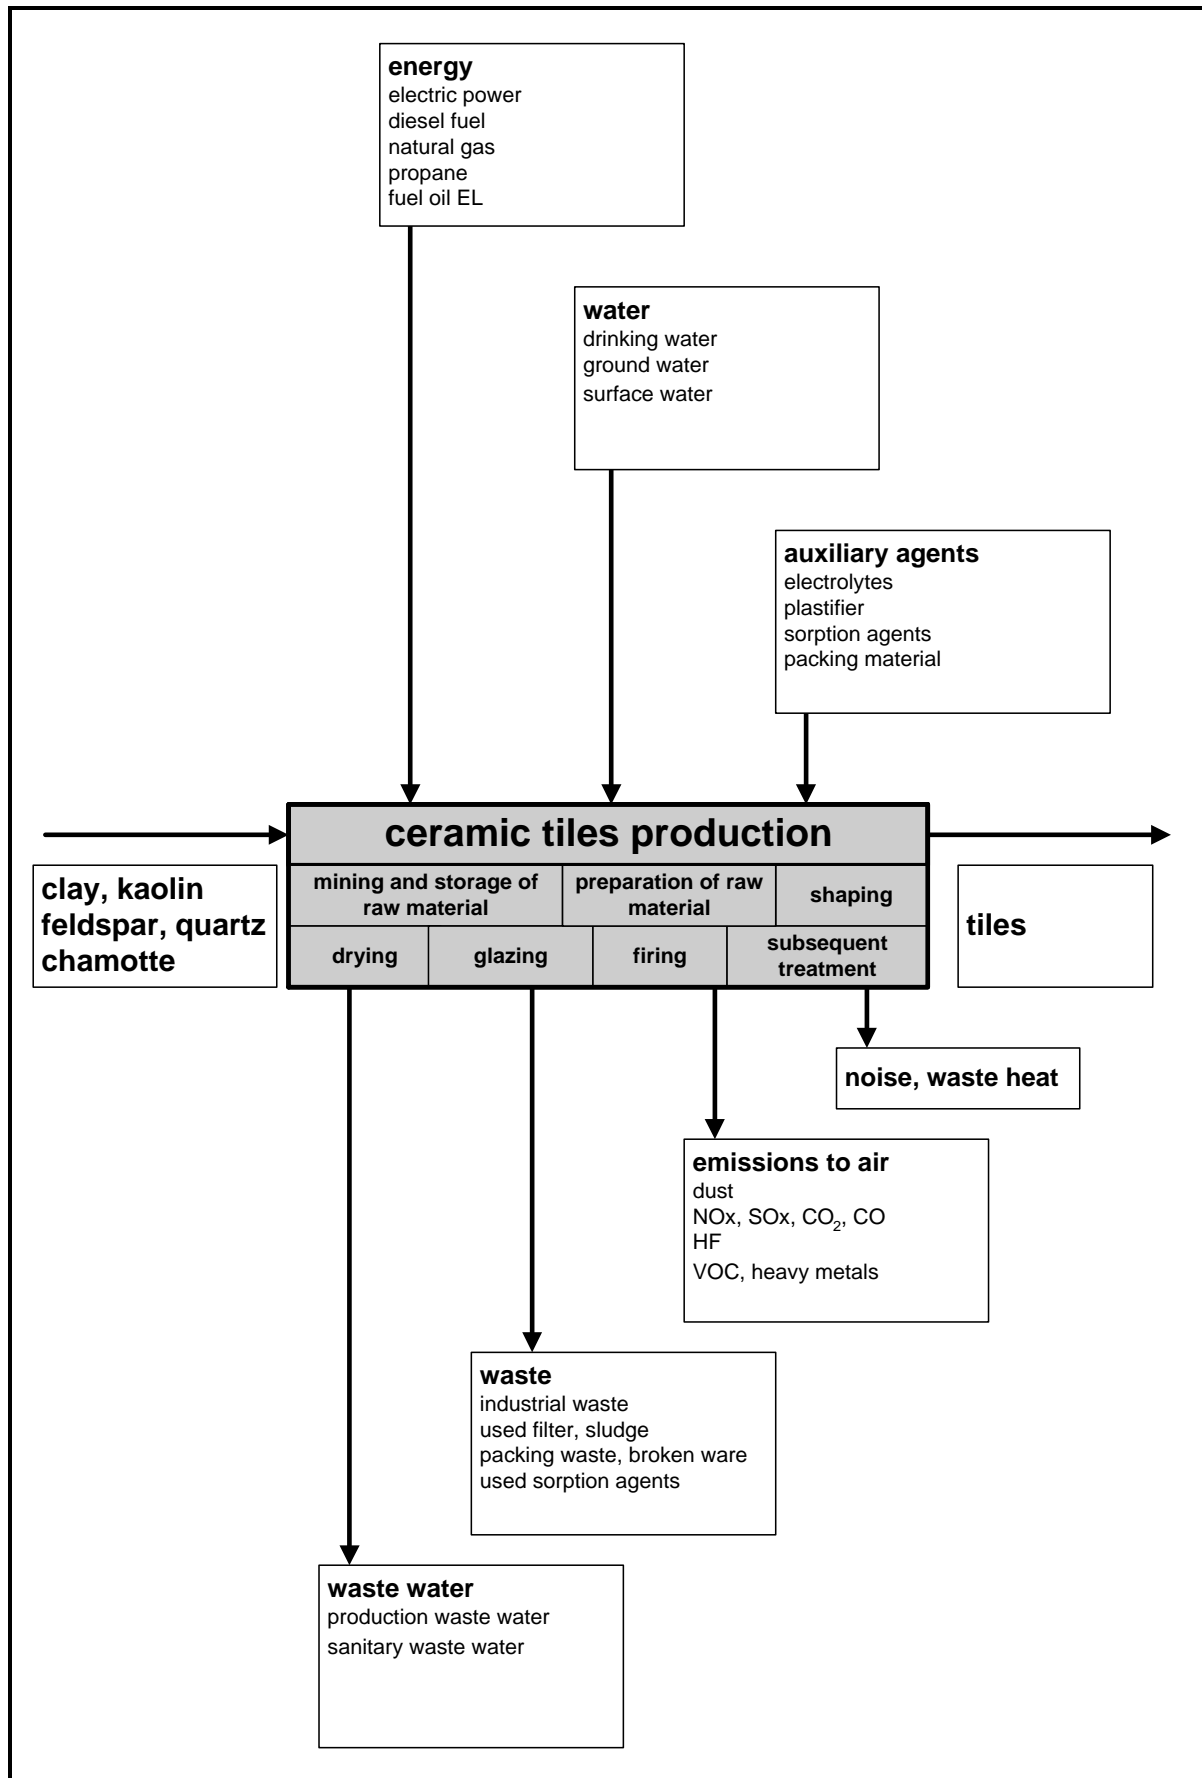 energy
electric power
diesel fuel
natural gas
propane
fuel oil EL
water
drinking water
ground water
surface water
auxiliary agents
electrolytes
plastifier
sorption agents
packing material
ceramic tiles production
mining and storage of
raw material
preparation of raw
material
shaping
drying
glazing
firing
subsequent
treatment
clay, kaolin
feldspar, quartz
chamotte
tiles
noise, waste heat
emissions to air
dust
NOx, SOx, CO₂, CO
HF
VOC, heavy metals
waste
industrial waste
used filter, sludge
packing waste, broken ware
used sorption agents
waste water
production waste water
sanitary waste water